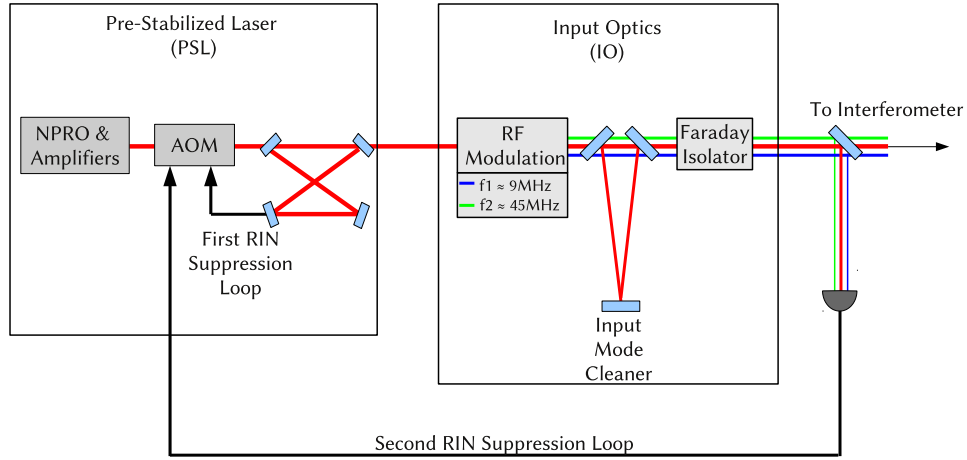 Pre-Stabilized Laser
(PSL)
Input Optics
(IO)
To Interferometer
NPRO &
Amplifiers
AOM
RF
Modulation
Faraday
Isolator
f1 ≈ 9MHz
f2 ≈ 45MHz
First RIN
Suppression
Loop
Input
Mode
Cleaner
Second RIN Suppression Loop